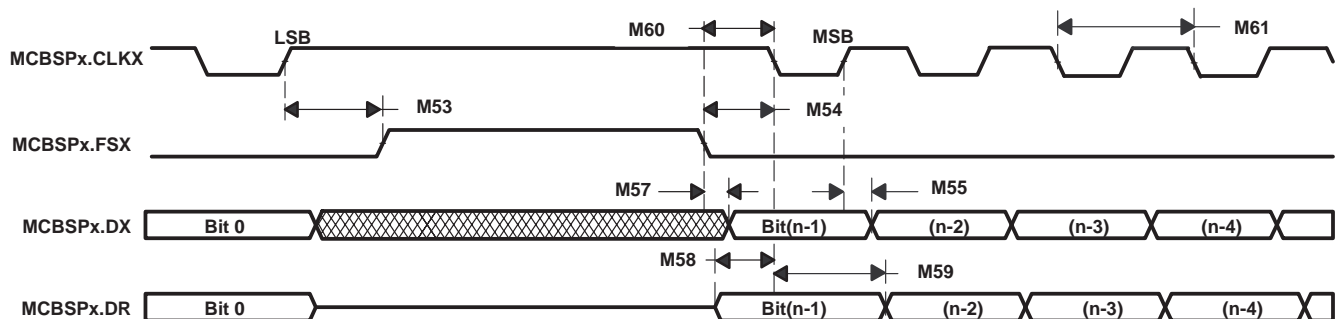 LSB M60 MSB M61
MCBSPx.CLKX
M53 M54
MCBSPx.FSX
M57 M55
MCBSPx.DX Bit 0 Bit(n-1) (n-2) (n-3) (n-4)
M58 M59
MCBSPx.DR Bit 0 Bit(n-1) (n-2) (n-3) (n-4)